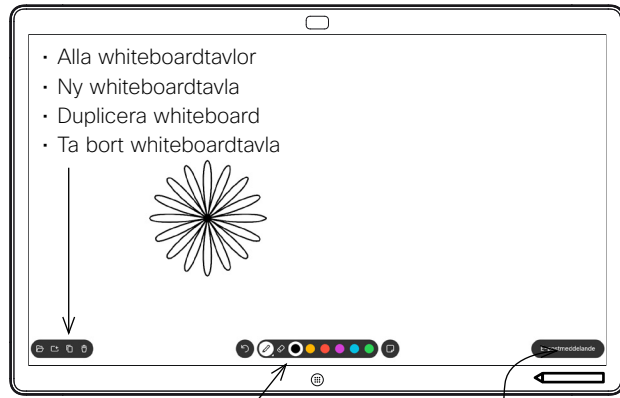 · Alla whiteboardtavlor
· Ny whiteboardtavla
· Duplicera whiteboard
· Ta bort whiteboardtavla